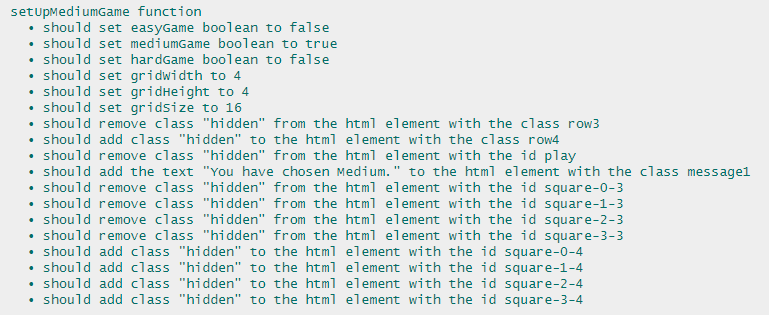 setUpMediumGame function
• should set easyGame boolean to false
• should set mediumGame boolean to true
• should set hardGame boolean to false
• should set gridWidth to 4
• should set gridHeight to 4
• should set gridSize to 16
• should remove class "hidden" from the html element with the class row3
• should add class "hidden" to the html element with the class row4
• should remove class "hidden" from the html element with the id play
• should add the text "You have chosen Medium." to the html element with the class message1
• should remove class "hidden" from the html element with the id square-0-3
• should remove class "hidden" from the html element with the id square-1-3
• should remove class "hidden" from the html element with the id square-2-3
• should remove class "hidden" from the html element with the id square-3-3
• should add class "hidden" to the html element with the id square-0-4
• should add class "hidden" to the html element with the id square-1-4
• should add class "hidden" to the html element with the id square-2-4
• should add class "hidden" to the html element with the id square-3-4